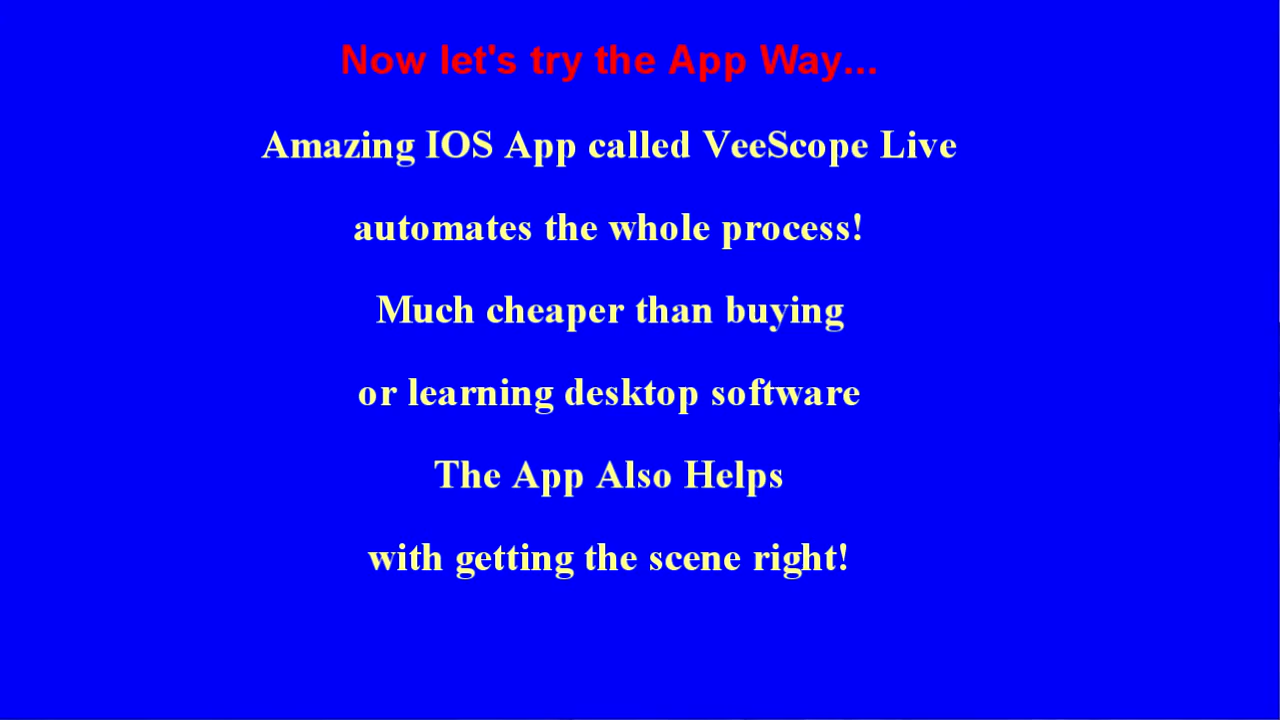 Now let's try the App Way...
Amazing IOS App called VeeScope Live
automates the whole process!
Much cheaper than buying
or learning desktop software
The App Also Helps
with getting the scene right!